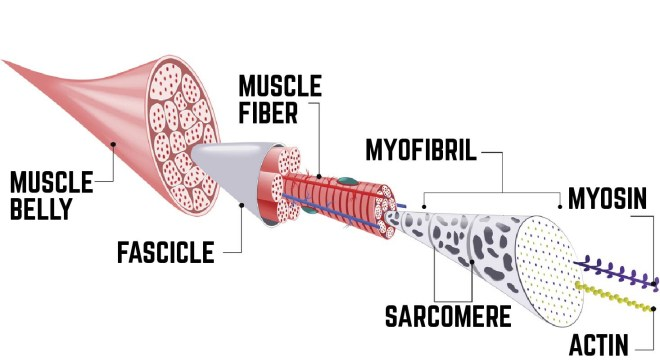 MUSCLE
FIBER
MYOFIBRIL
MUSCLE
BELLY
MYOSIN
FASCICLE
SARCOMERE
ACTIN